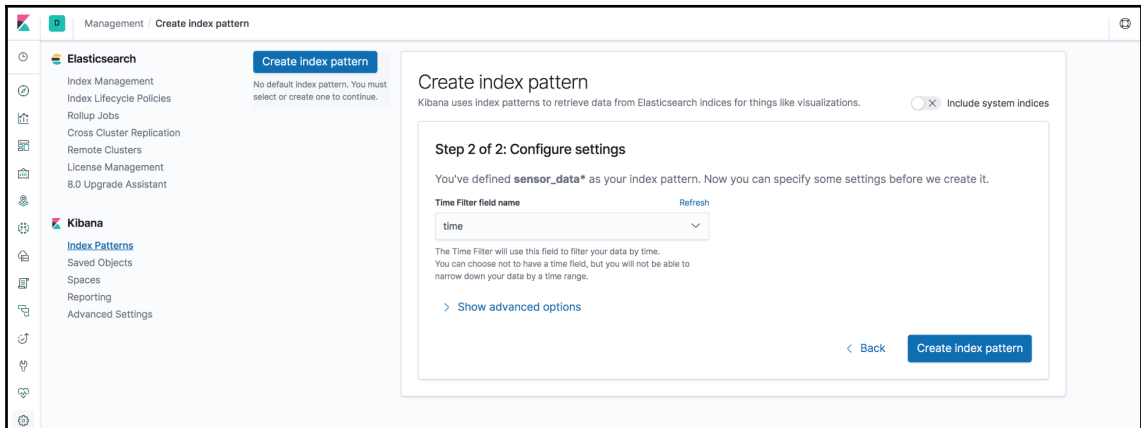 D Management / Create index pattern
Elasticsearch
Index Management
Index Lifecycle Policies
Rollup Jobs
Cross Cluster Replication
Remote Clusters
License Management
8.0 Upgrade Assistant
Kibana
Index Patterns
Saved Objects
Spaces
Reporting
Advanced Settings
Create index pattern
No default index pattern. You must
select or create one to continue.
Create index pattern
Kibana uses index patterns to retrieve data from Elasticsearch indices for things like visualizations.
Include system indices
Step 2 of 2: Configure settings
You've defined sensor_data* as your index pattern. Now you can specify some settings before we create it.
Time Filter field name Refresh
time
The Time Filter will use this field to filter your data by time.
You can choose not to have a time field, but you will not be able to
narrow down your data by a time range.
> Show advanced options
< Back Create index pattern